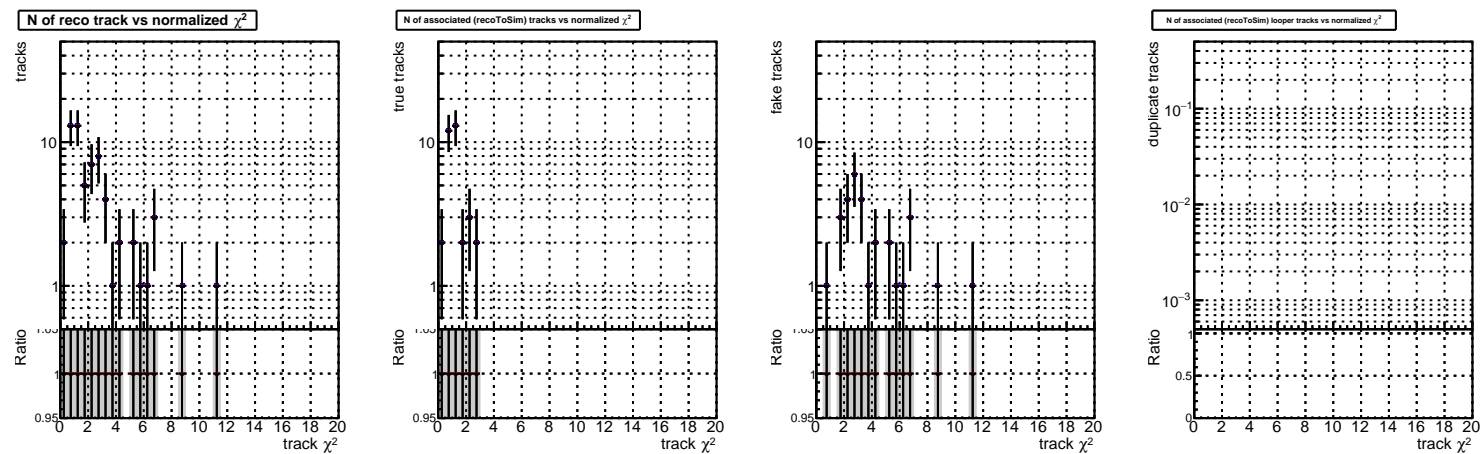 N of reco track vs normalized χ²
tracks
10
1
Ratio
1.05
1
0.95
0 2 4 6 8 10 12 14 16 18 20
track χ²
N of associated (recoToSim) tracks vs normalized χ²
true tracks
10
1
Ratio
1.05
1
0.95
0 2 4 6 8 10 12 14 16 18 20
track χ²
fake tracks
10
1
Ratio
1.05
1
0.95
0 2 4 6 8 10 12 14 16 18 20
track χ²
N of associated (recoToSim) looper tracks vs normalized χ²
duplicate tracks
10⁻¹
10⁻²
10⁻³
Ratio
1
0.5
0
0 2 4 6 8 10 12 14 16 18 20
track χ²